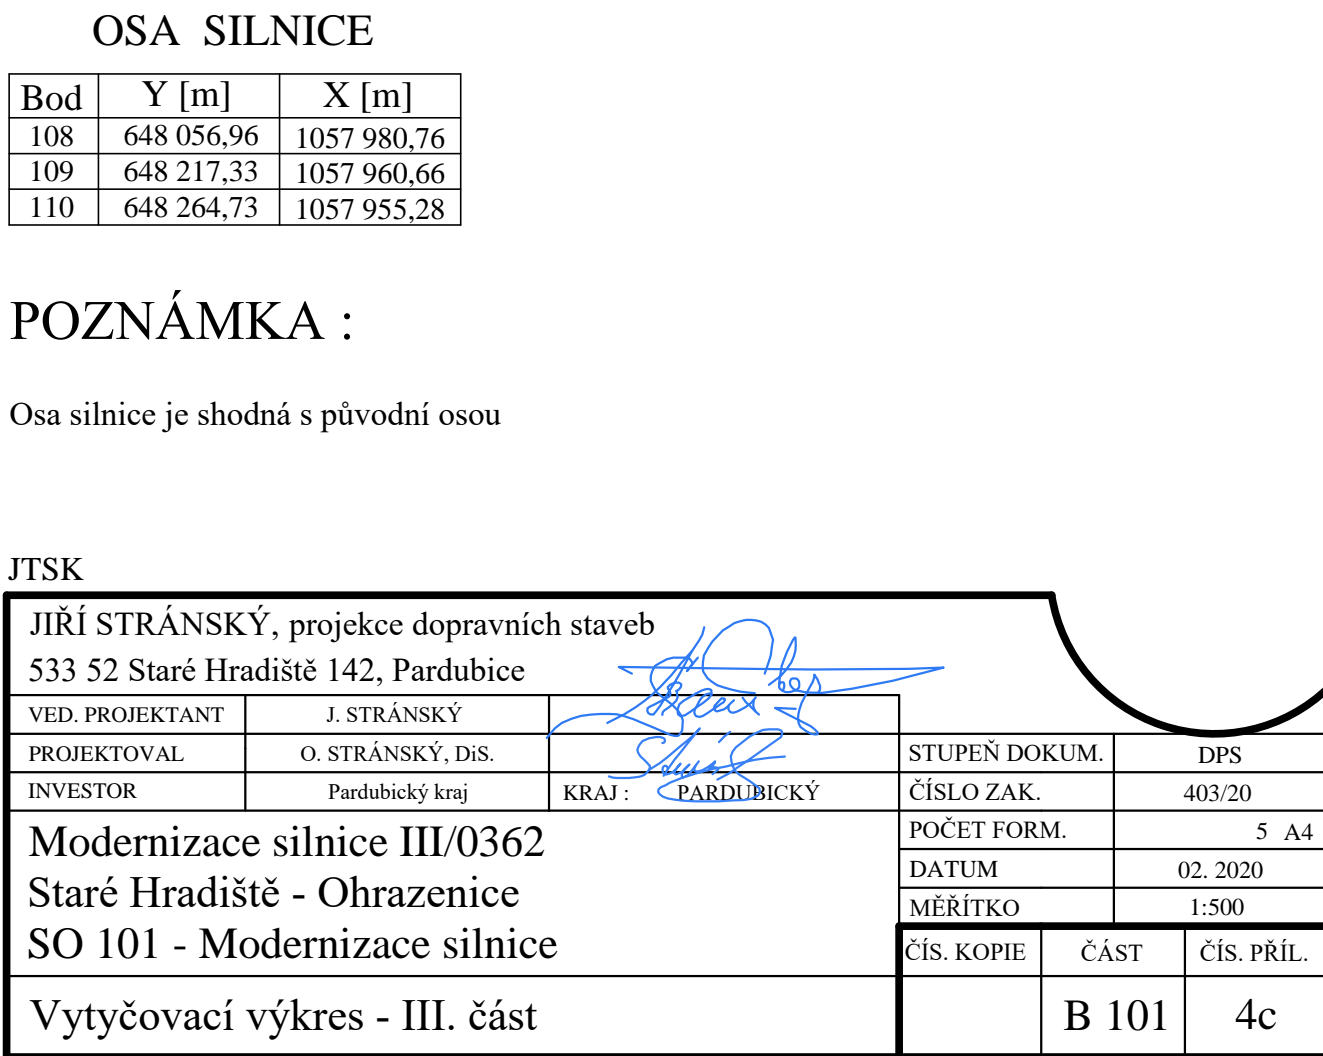 OSA SILNICE
Bod Y [m] X [m]
108 648 056,96 1057 980,76
109 648 217,33 1057 960,66
110 648 264,73 1057 955,28
POZNÁMKA :
Osa silnice je shodná s původní osou
JTSK
JIŘÍ STRÁNSKÝ, projekce dopravních staveb
533 52 Staré Hradiště 142, Pardubice
VED. PROJEKTANT J. STRÁNSKÝ
PROJEKTOVAL O. STRÁNSKÝ, DiS. STUPEŇ DOKUM. DPS
INVESTOR Pardubický kraj KRAJ : PARDUBICKÝ ČÍSLO ZAK. 403/20
POČET FORM. 5 A4
DATUM 02. 2020
MĚŘÍTKO 1:500
Modernizace silnice III/0362
Staré Hradiště - Ohrazenice
SO 101 - Modernizace silnice
ČÍS. KOPIE ČÁST ČÍS. PŘÍL.
Vytyčovací výkres - III. část B 101 4c